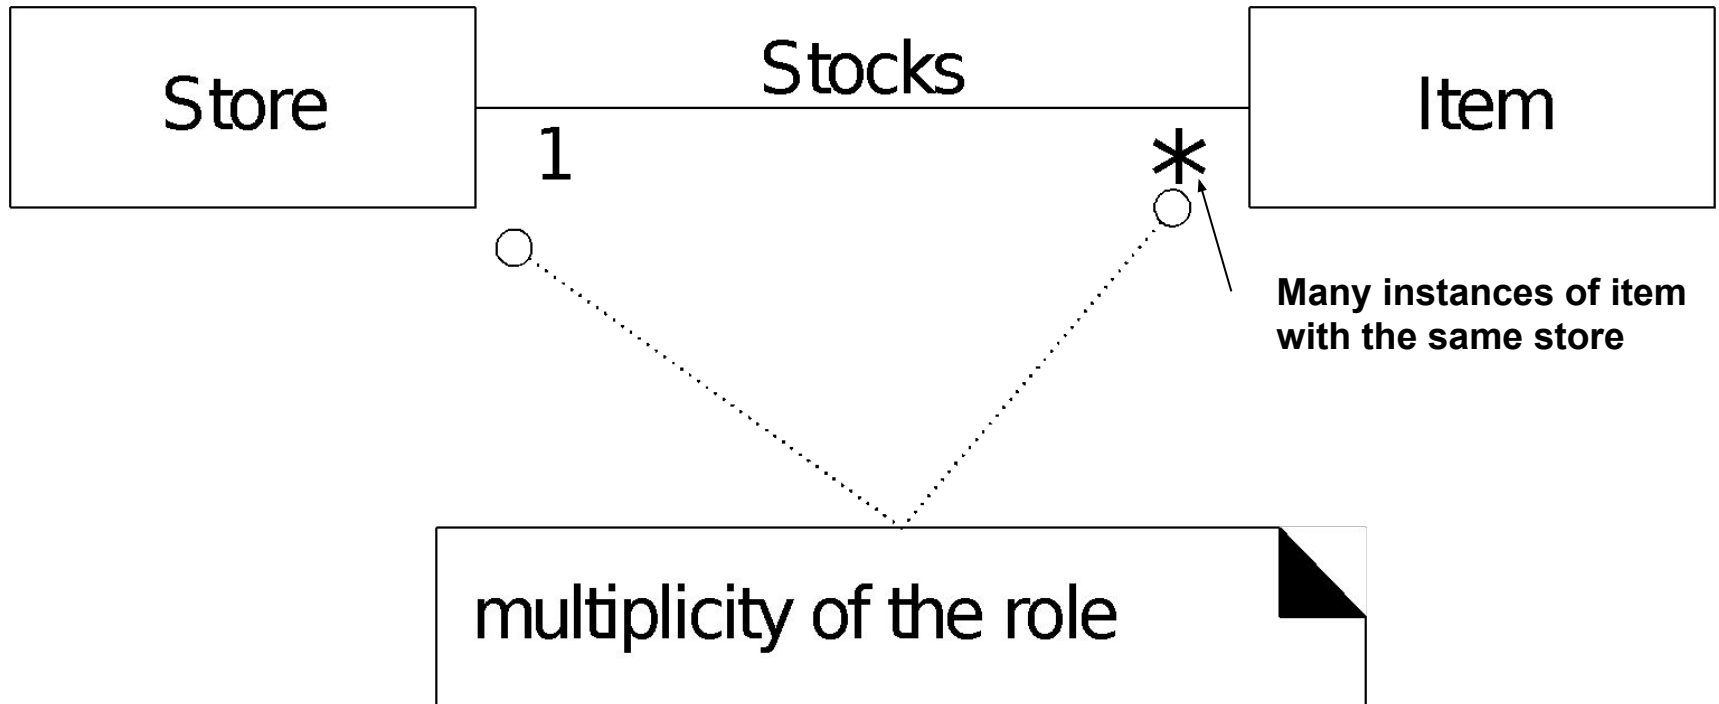 Store
Stocks
Item
1
*
Many instances of item
with the same store
multiplicity of the role